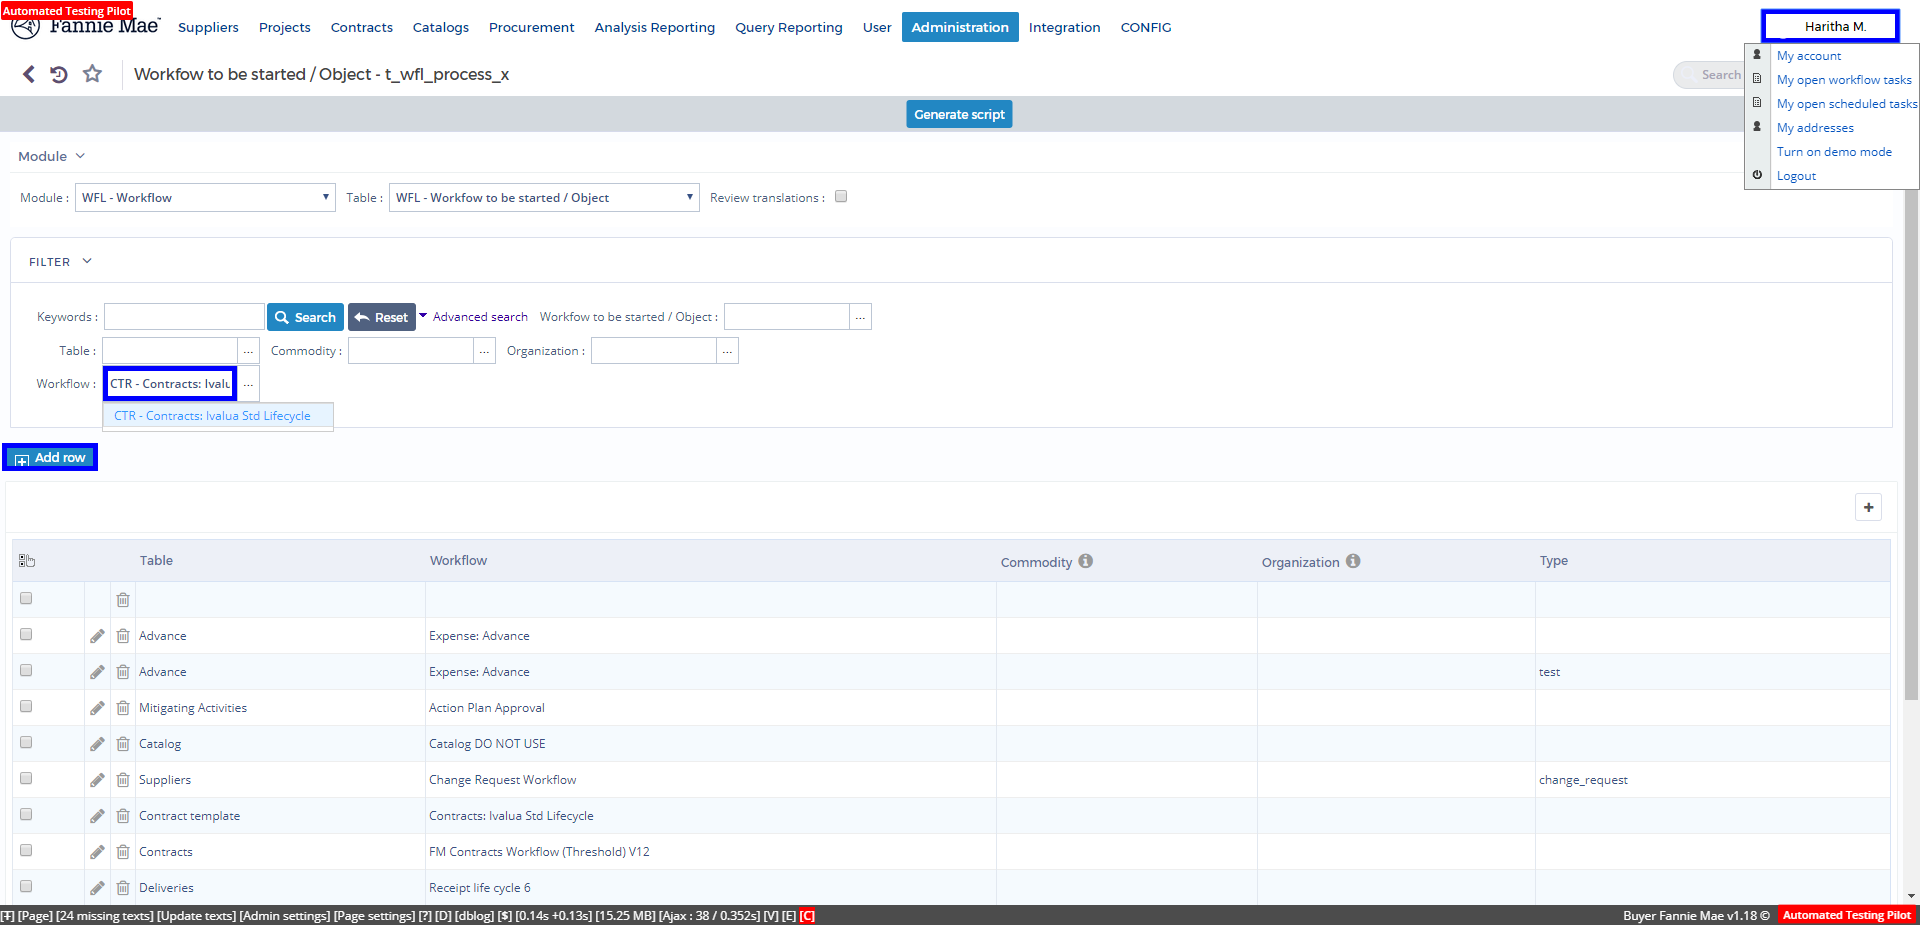 Automated Testing Pilot
Fannie Mae Suppliers Projects Contracts Catalogs Procurement Analysis Reporting Query Reporting User Administration Integration CONFIG Haritha M.
Workfow to be started / Object - t_wfl_process_x Search
My account
My open workflow tasks
My open scheduled tasks
My addresses
Turn on demo mode
Logout
Generate script
Module
Module : WFL - Workflow Table : WFL - Workfow to be started / Object Review translations :
FILTER
Keywords : Search Reset Advanced search Workfow to be started / Object : ...
Table : ... Commodity : ... Organization : ...
Workflow : CTR - Contracts: Ivalu ...
CTR - Contracts: Ivalua Std Lifecycle
Add row
+
Table Workflow Commodity Organization Type
Advance Expense: Advance
Advance Expense: Advance test
Mitigating Activities Action Plan Approval
Catalog Catalog DO NOT USE
Suppliers Change Request Workflow change_request
Contract template Contracts: Ivalua Std Lifecycle
Contracts FM Contracts Workflow (Threshold) V12
Deliveries Receipt life cycle 6
[T] [Page] [24 missing texts] [Update texts] [Admin settings] [Page settings] [?] [D] [dblog] [$] [0.14s +0.13s] [15.25 MB] [Ajax : 38 / 0.352s] [V] [E] [C] Buyer Fannie Mae v1.18 © Automated Testing Pilot